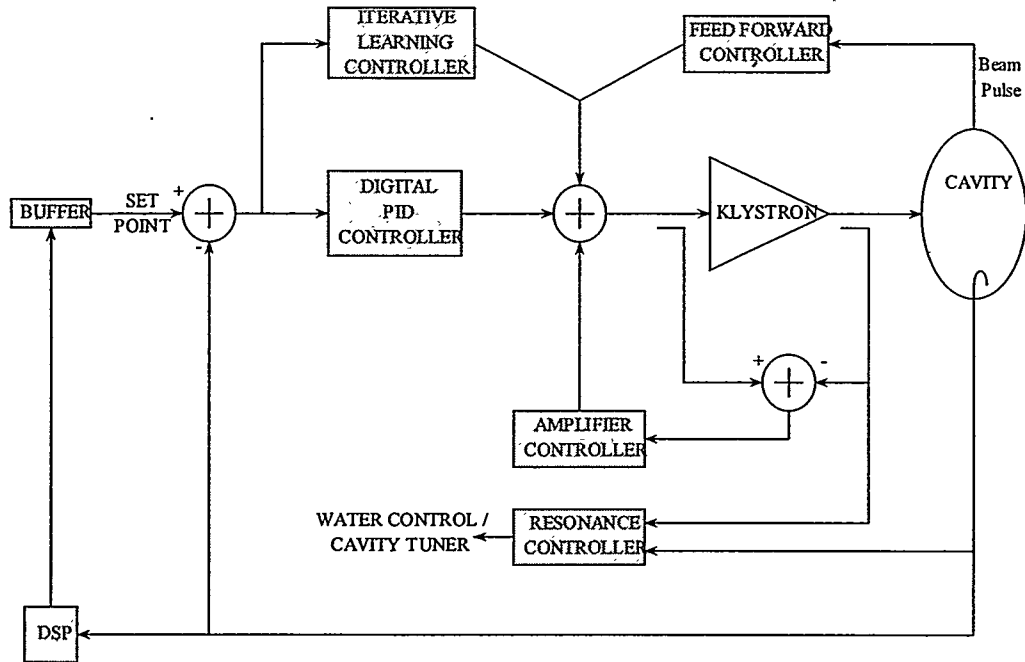 ITERATIVE
LEARNING
CONTROLLER
FEED FORWARD
CONTROLLER
Beam
Pulse
CAVITY
BUFFER
SET
POINT
+
-
DIGITAL
PID
CONTROLLER
KLYSTRON
+
-
AMPLIFIER
CONTROLLER
WATER CONTROL /
CAVITY TUNER
RESONANCE
CONTROLLER
DSP